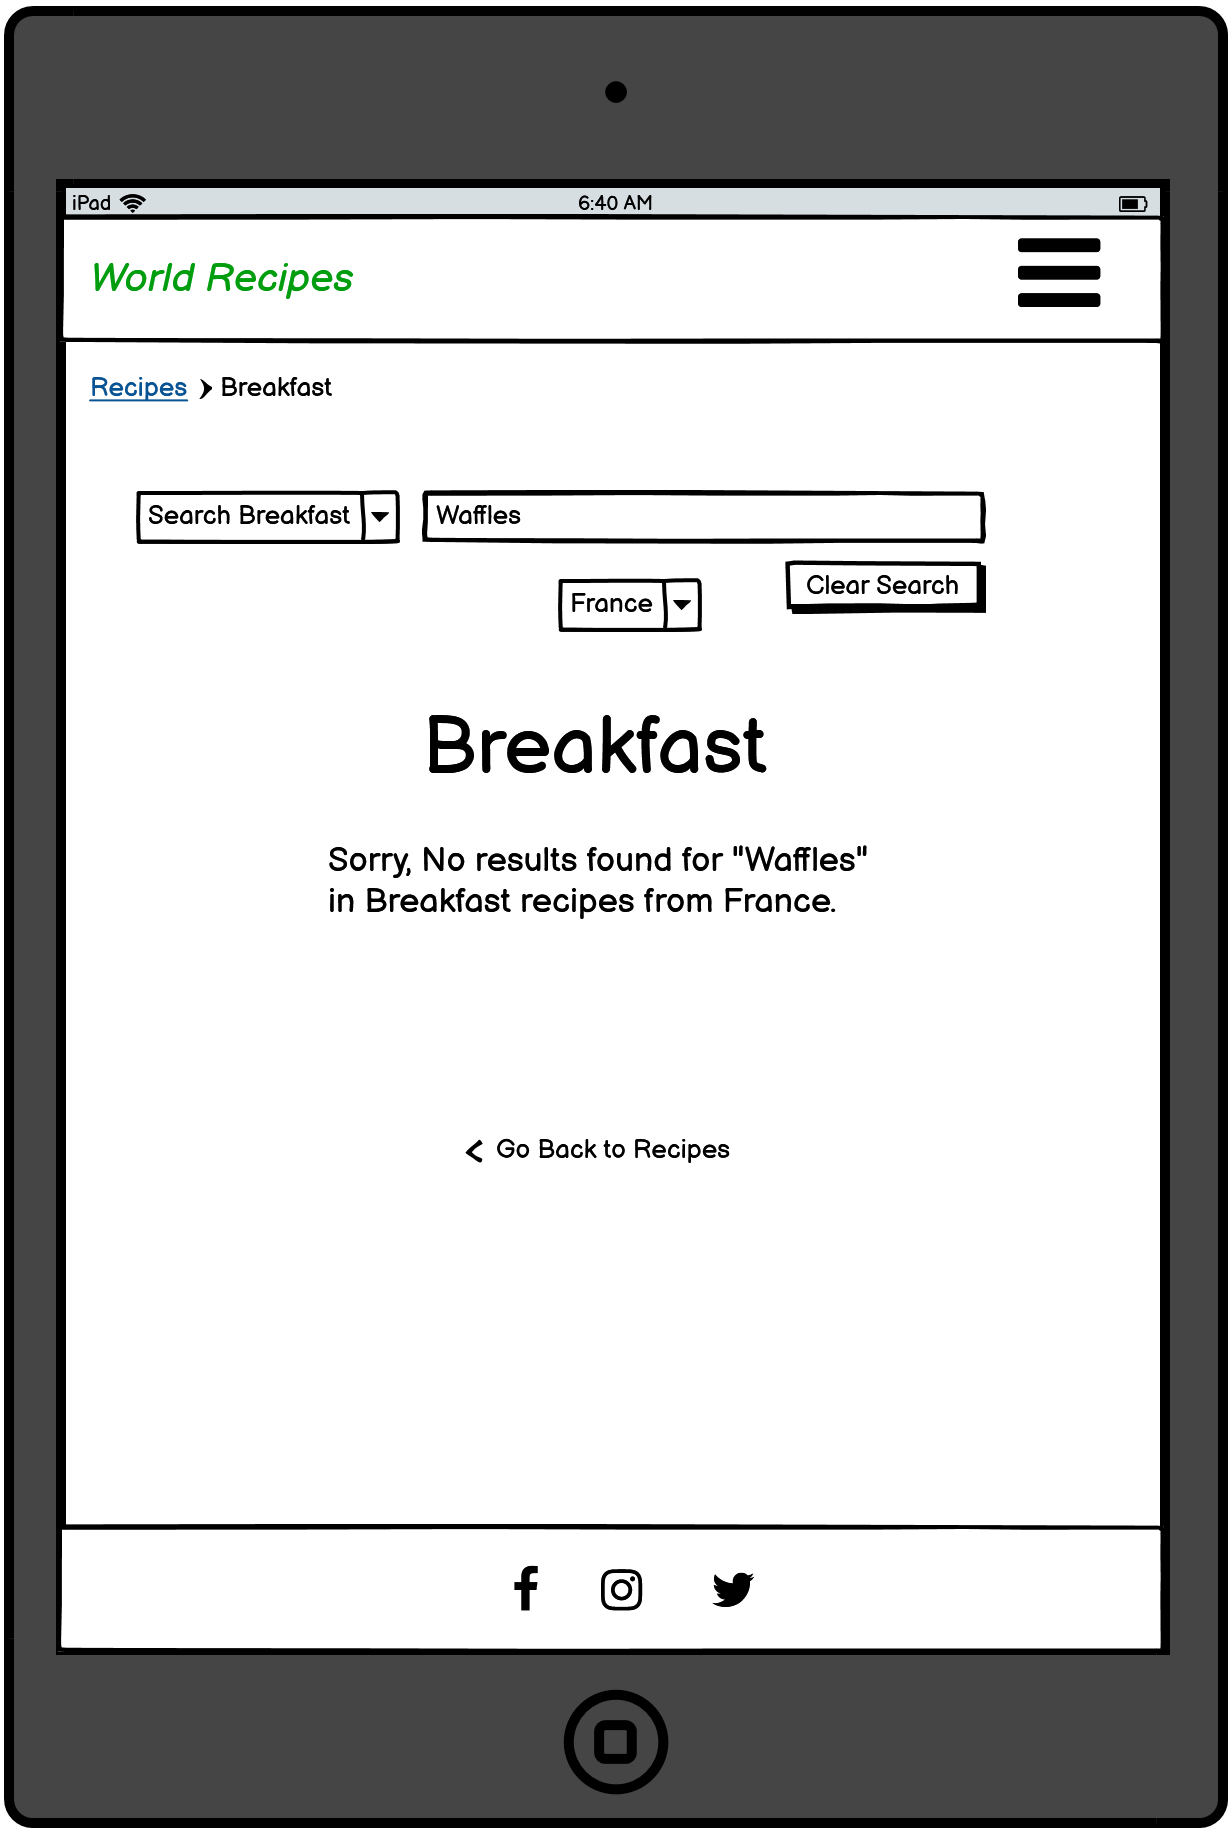 iPad 6:40 AM
World Recipes
Recipes Breakfast
Search Breakfast Waffles
France Clear Search
Breakfast
Sorry, No results found for "Waffles"
in Breakfast recipes from France.
Go Back to Recipes